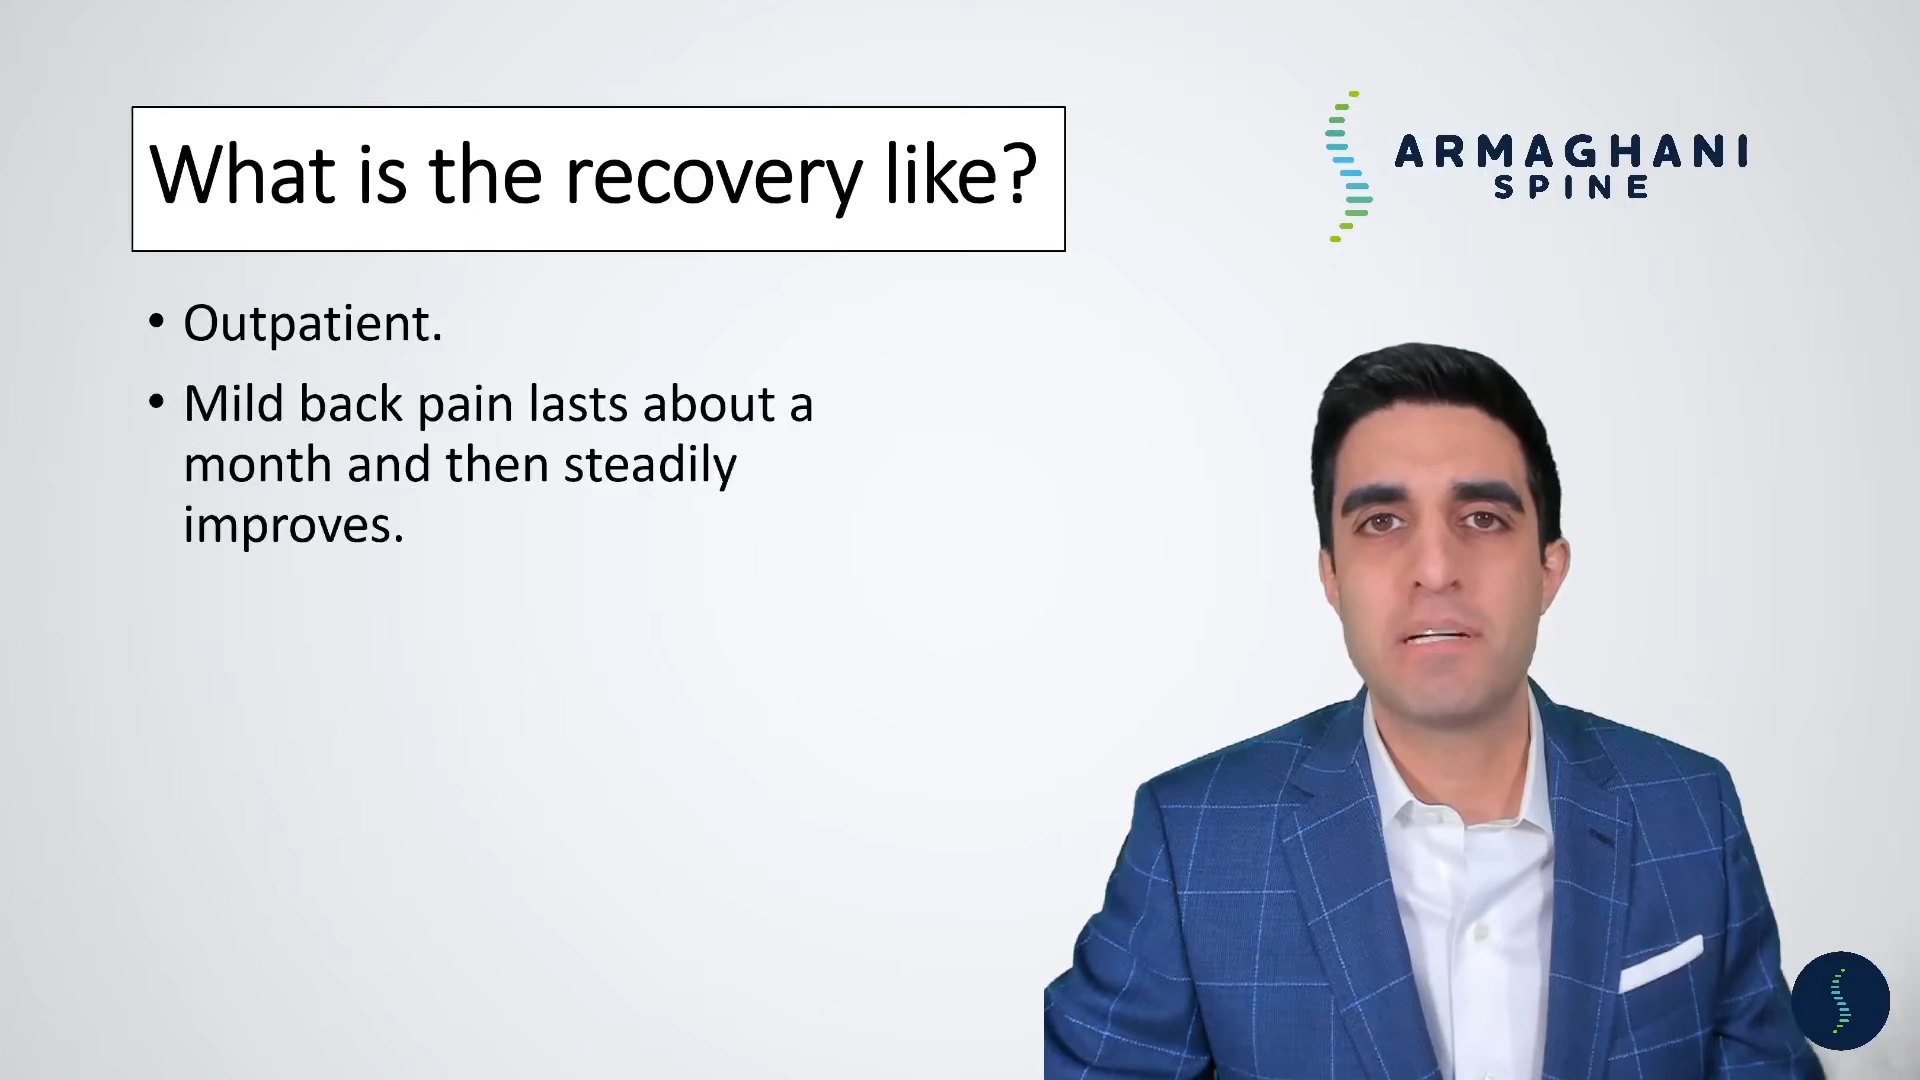 What is the recovery like?
ARMAGHANI
SPINE
• Outpatient.
• Mild back pain lasts about a
month and then steadily
improves.